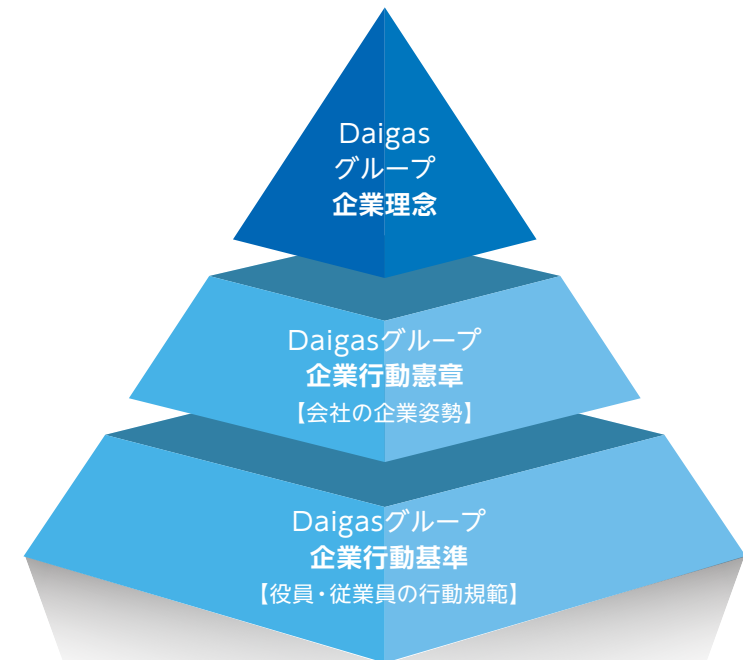 Daigas
グループ
企業理念
Daigasグループ
企業行動憲章
【会社の企業姿勢】
Daigasグループ
企業行動基準
【役員・従業員の行動規範】